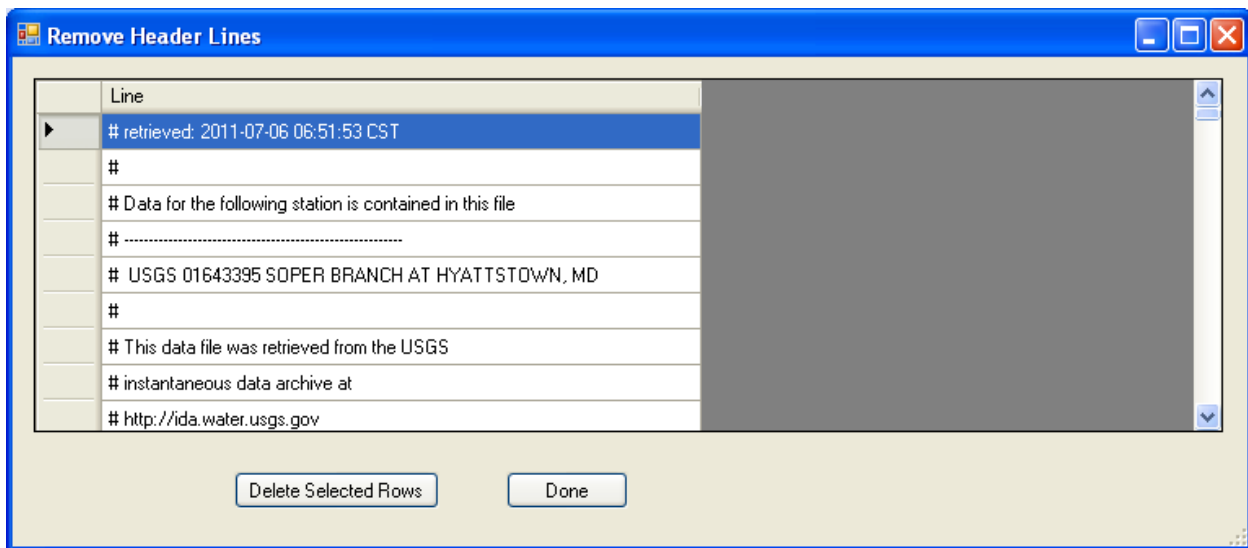 Remove Header Lines
Line
# retrieved: 2011-07-06 06:51:53 CST
#
# Data for the following station is contained in this file
# --------------------------------------------------------
#  USGS 01643395 SOPER BRANCH AT HYATTSTOWN, MD
#
# This data file was retrieved from the USGS
# instantaneous data archive at
# http://ida.water.usgs.gov
Delete Selected Rows
Done